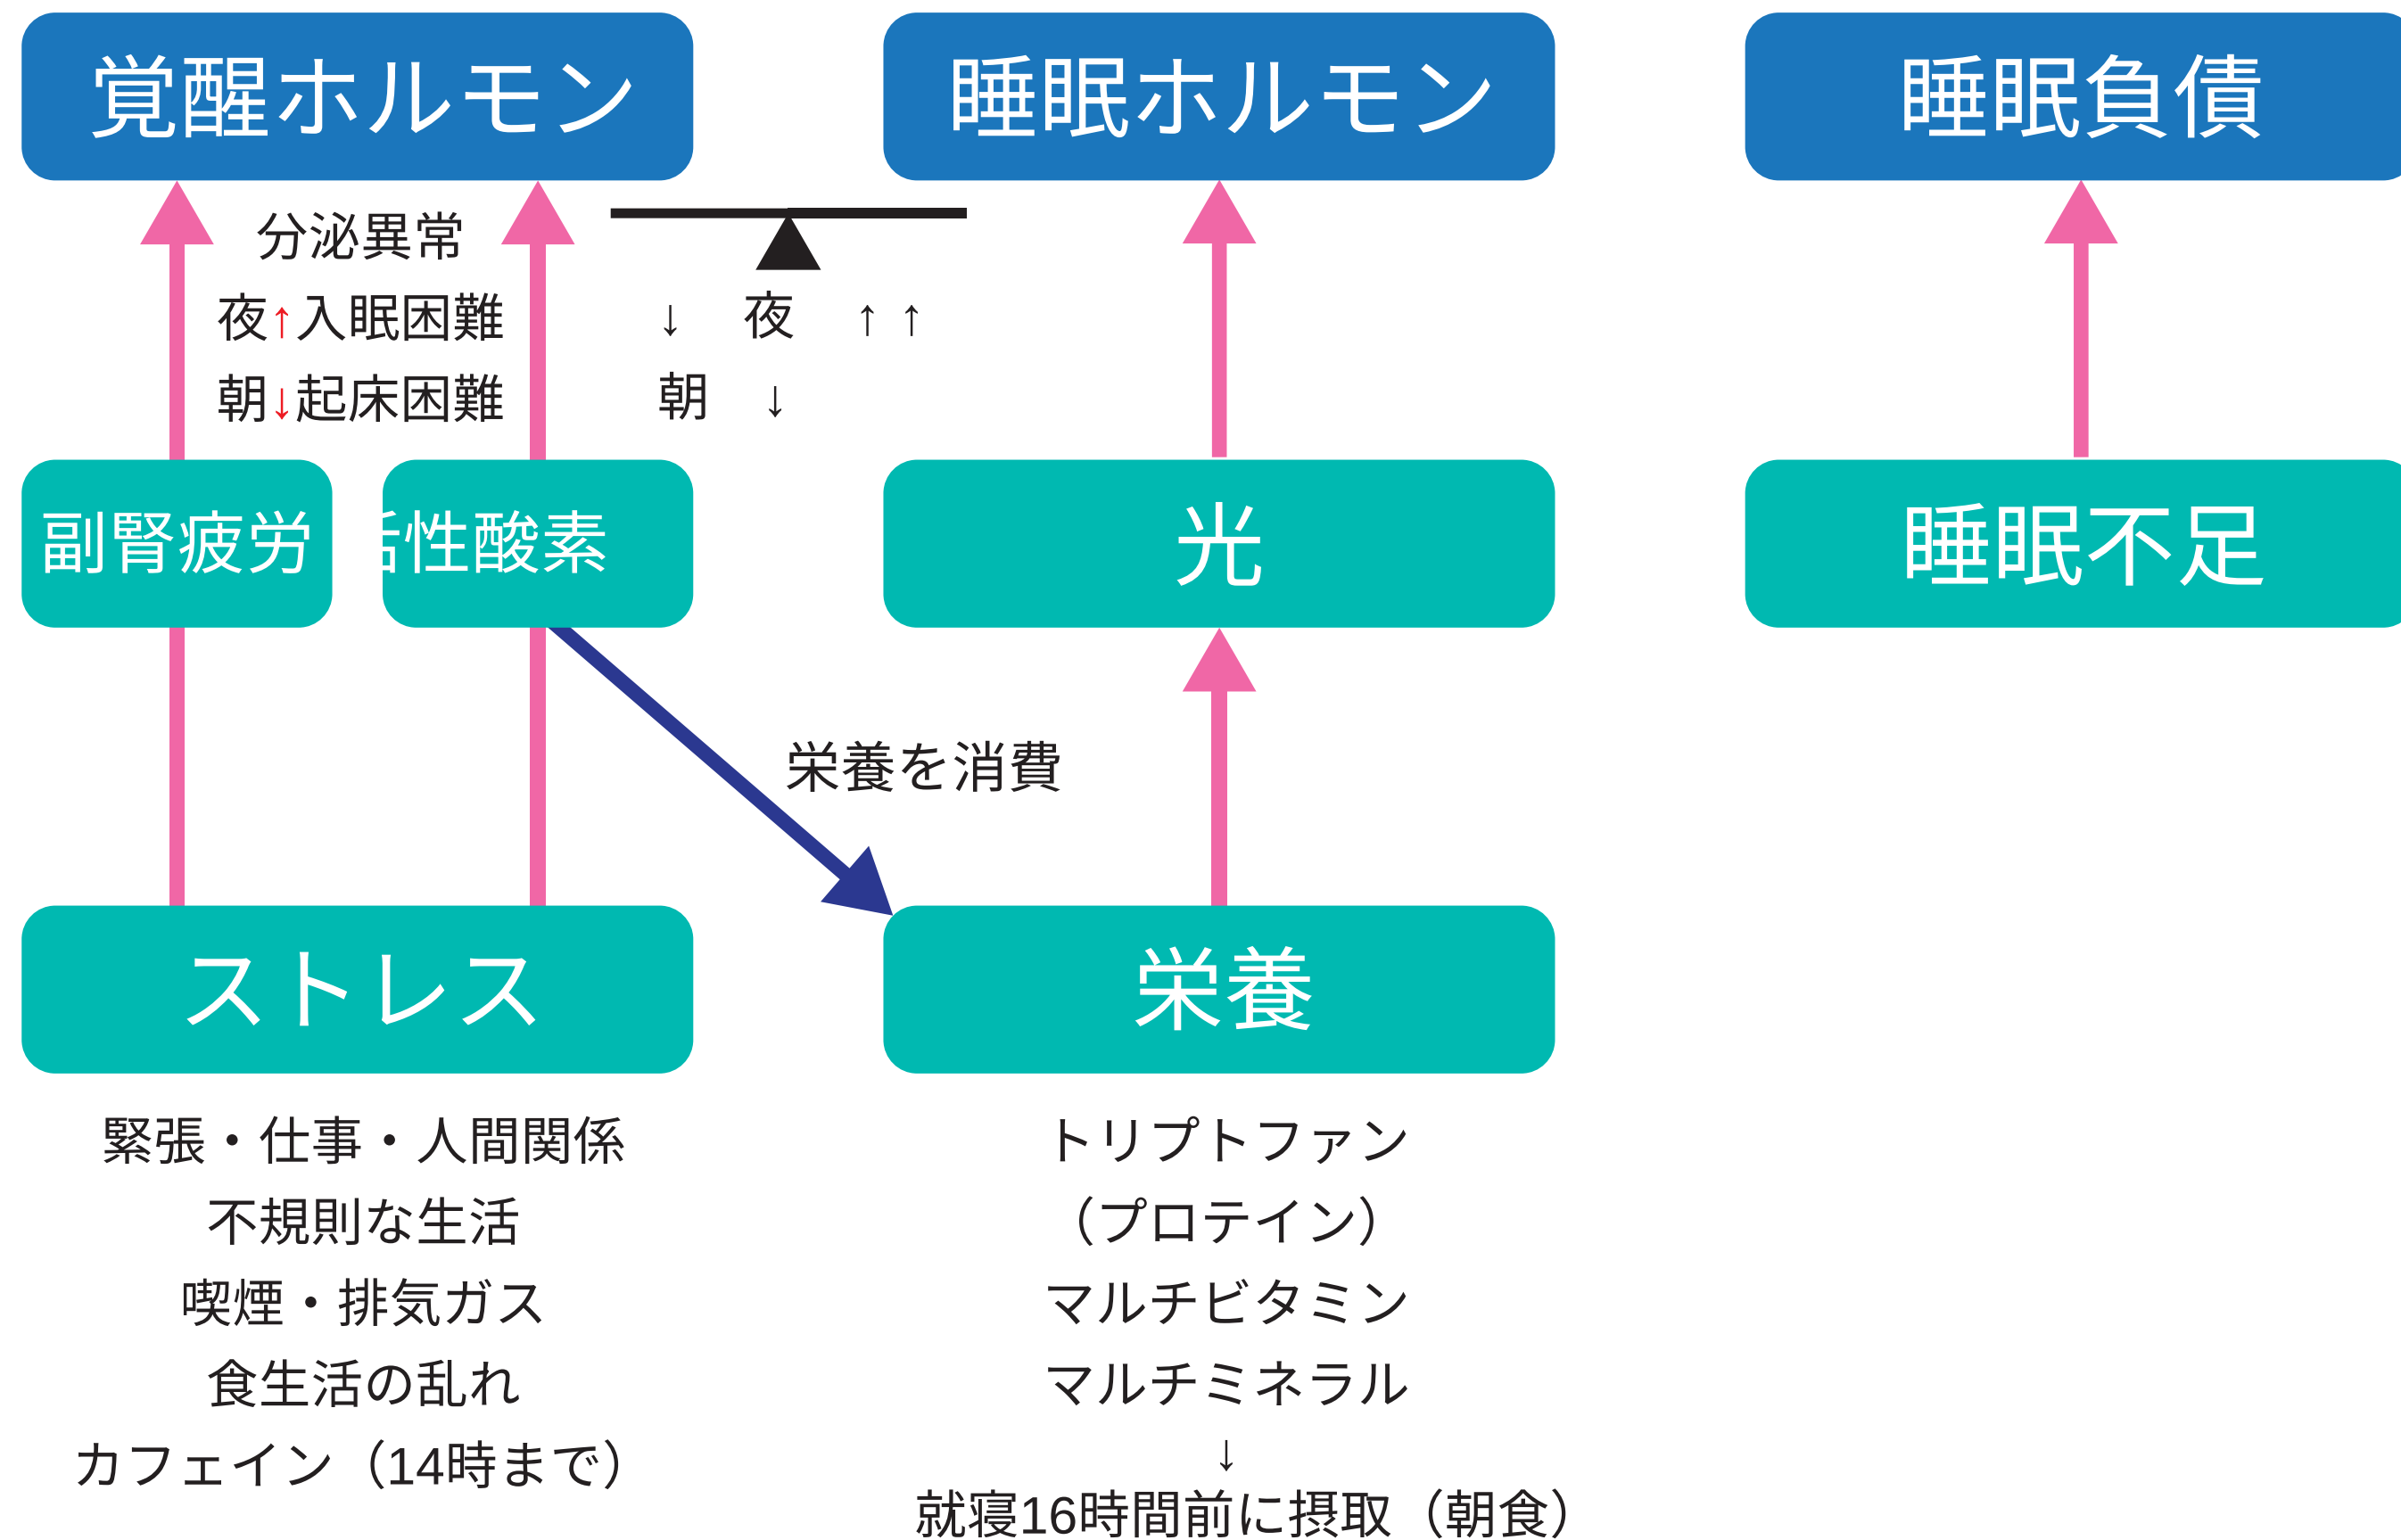 覚醒ホルモン
睡眠ホルモン
睡眠負債
分泌異常
夜↑入眠困難
朝↓起床困難
↓ 夜 ↑ ↑
朝 ↓
副腎疲労
性酸素
光
睡眠不足
栄養を消費
ストレス
栄養
緊張・仕事・人間関係
不規則な生活
喫煙・排気ガス
食生活の乱れ
カフェイン（14時まで）
トリプトファン
（プロテイン）
マルチビタミン
マルチミネラル
↓
就寝16時間前に摂取（朝食）